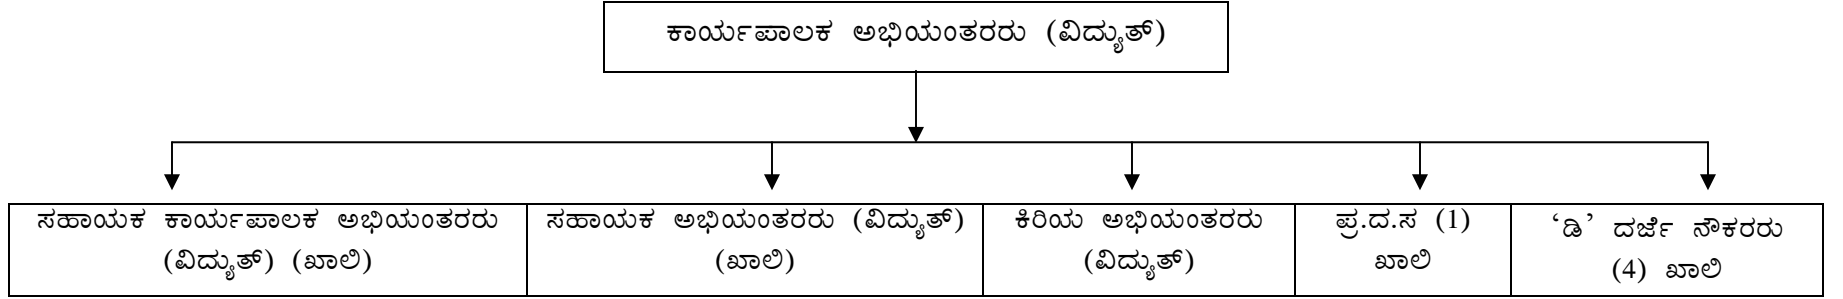 ಕಾರ್ಯಪಾಲಕ ಅಭಿಯಂತರರು (ವಿದ್ಯುತ್)
ಸಹಾಯಕ ಕಾರ್ಯಪಾಲಕ ಅಭಿಯಂತರರು
(ವಿದ್ಯುತ್) (ಖಾಲಿ)
ಸಹಾಯಕ ಅಭಿಯಂತರರು (ವಿದ್ಯುತ್)
(ಖಾಲಿ)
ಕಿರಿಯ ಅಭಿಯಂತರರು
(ವಿದ್ಯುತ್)
ಪ್ರ.ದ.ಸ (1)
ಖಾಲಿ
‘ಡಿ’ ದರ್ಜೆ ನೌಕರರು
(4) ಖಾಲಿ